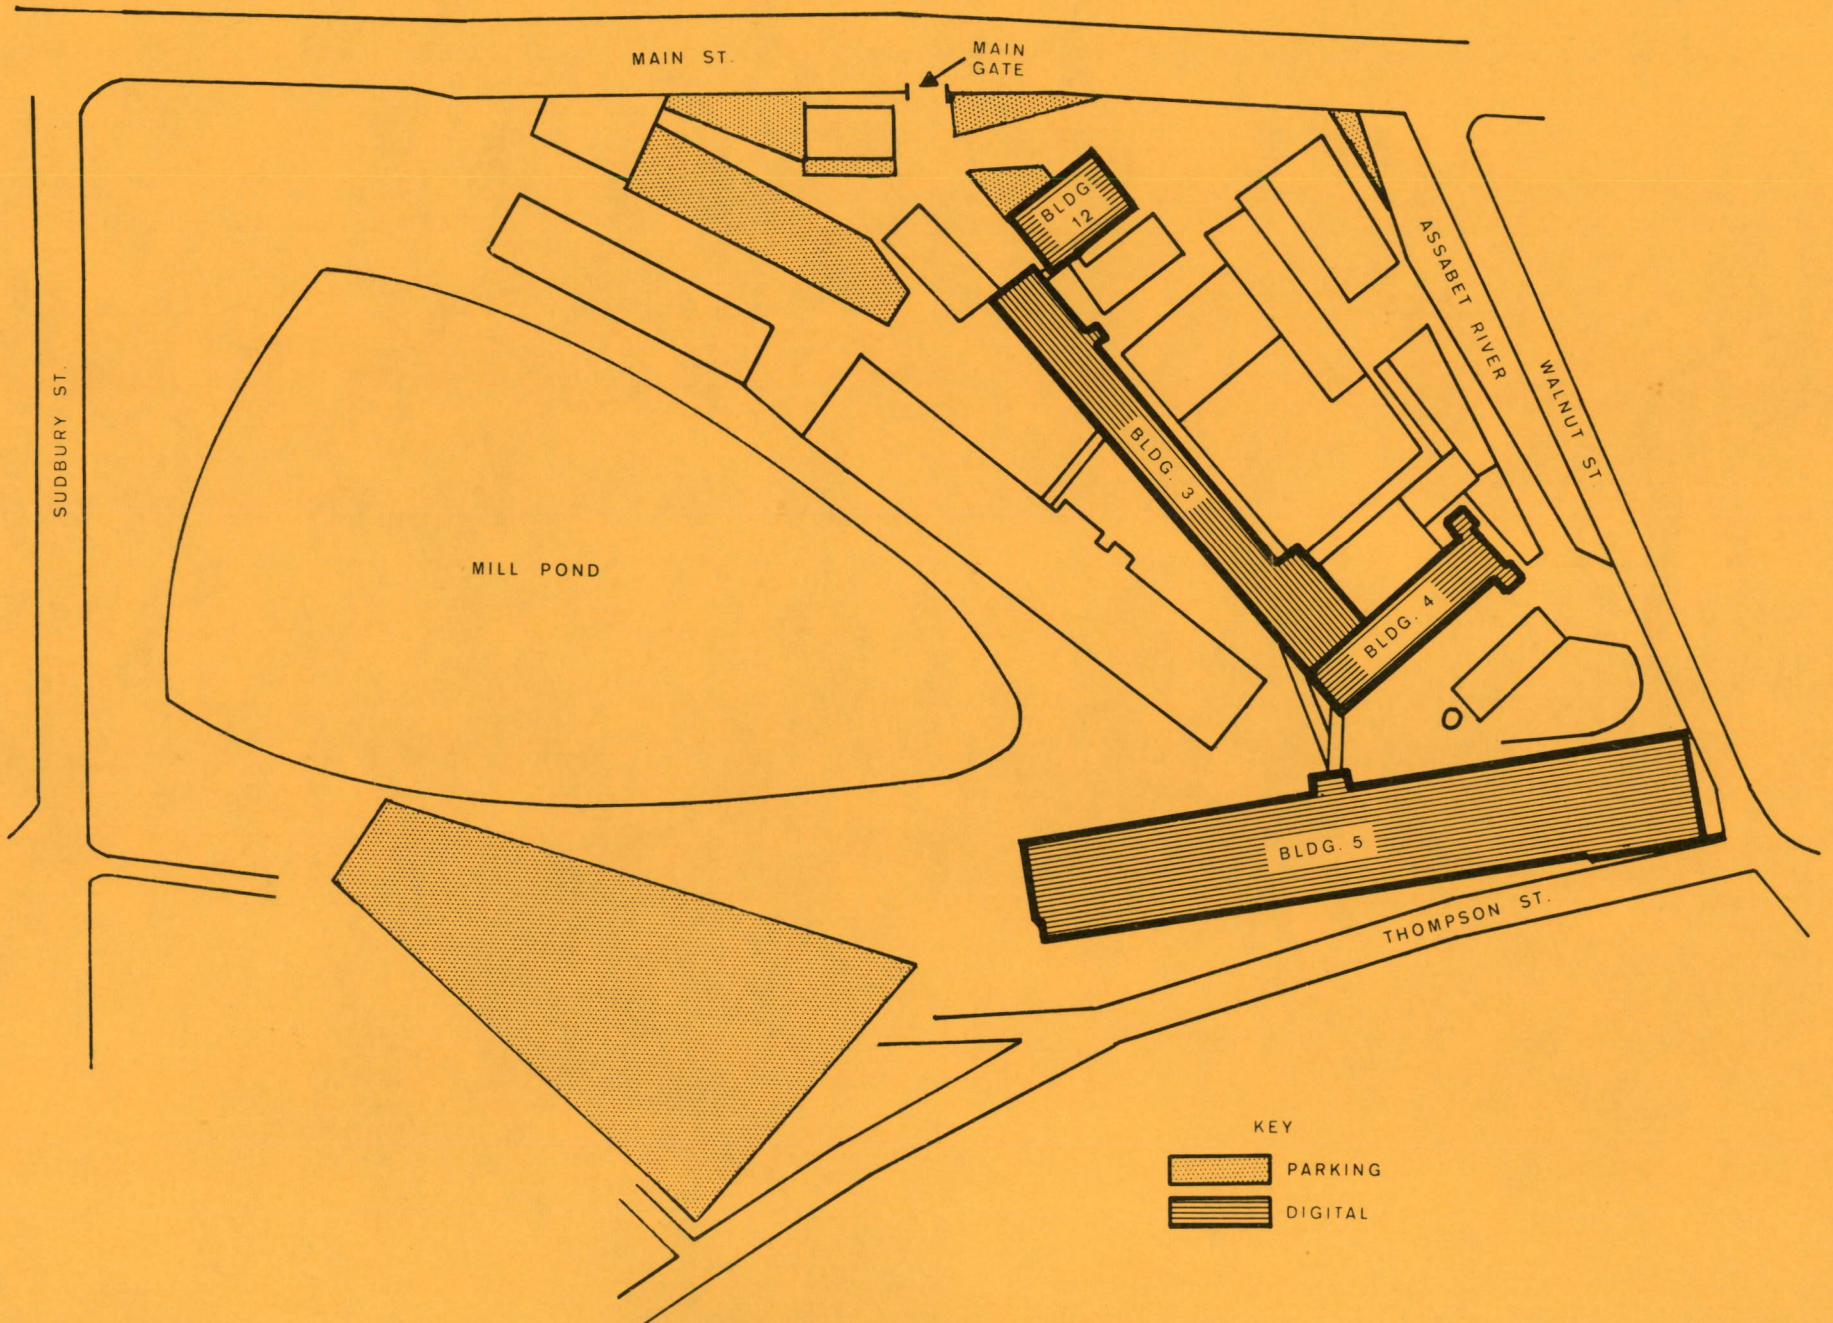 MAIN ST.
MAIN
GATE
BLDG
12
ASSABET RIVER
WALNUT ST.
SUDBURY ST.
BLDG. 3
MILL POND
BLDG. 4
BLDG. 5
THOMPSON ST.
KEY
PARKING
DIGITAL